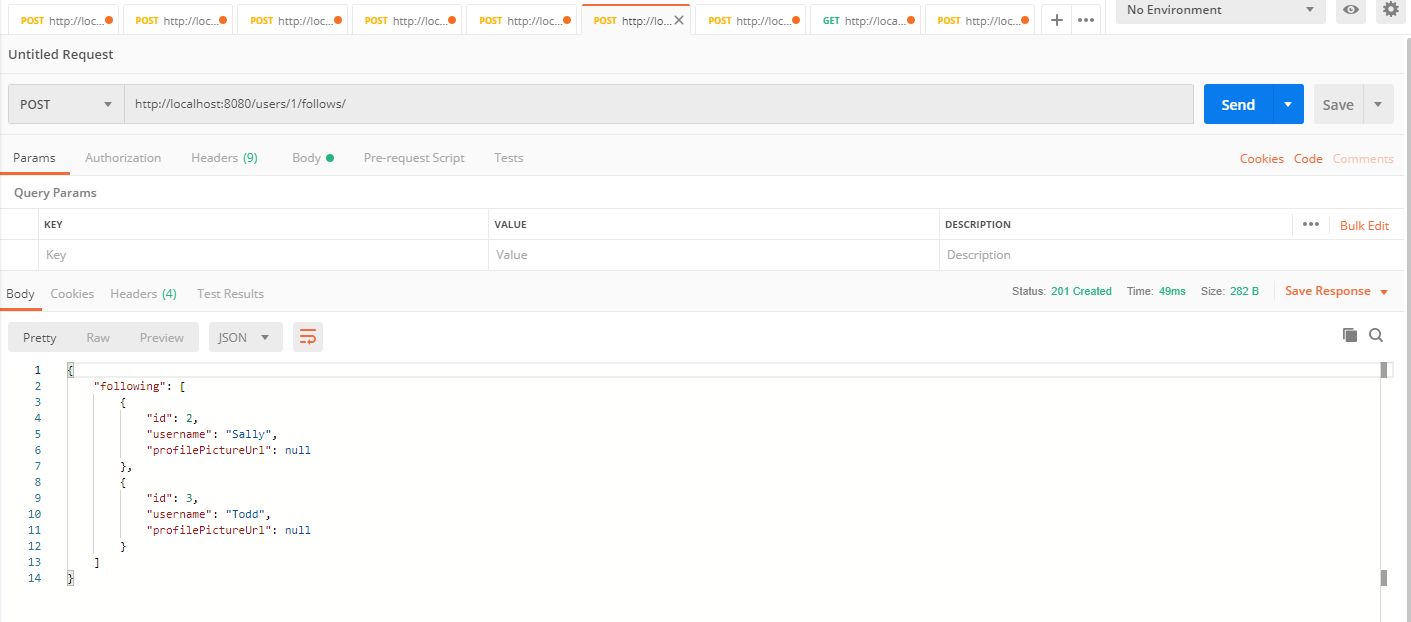 POST http://loc... POST http://loc... POST http://loc... POST http://loc... POST http://loc... POST http://lo... POST http://loc... GET http://loca... POST http://loc... + ••• No Environment
Untitled Request
POST http://localhost:8080/users/1/follows/ Send Save
Params Authorization Headers (9) Body Pre-request Script Tests Cookies Code Comments
Query Params
KEY VALUE DESCRIPTION ••• Bulk Edit
Key Value Description
Body Cookies Headers (4) Test Results Status: 201 Created Time: 49ms Size: 282 B Save Response
Pretty Raw Preview JSON
1 {
2 "following": [
3 {
4 "id": 2,
5 "username": "Sally",
6 "profilePictureUrl": null
7 },
8 {
9 "id": 3,
10 "username": "Todd",
11 "profilePictureUrl": null
12 }
13 ]
14 }